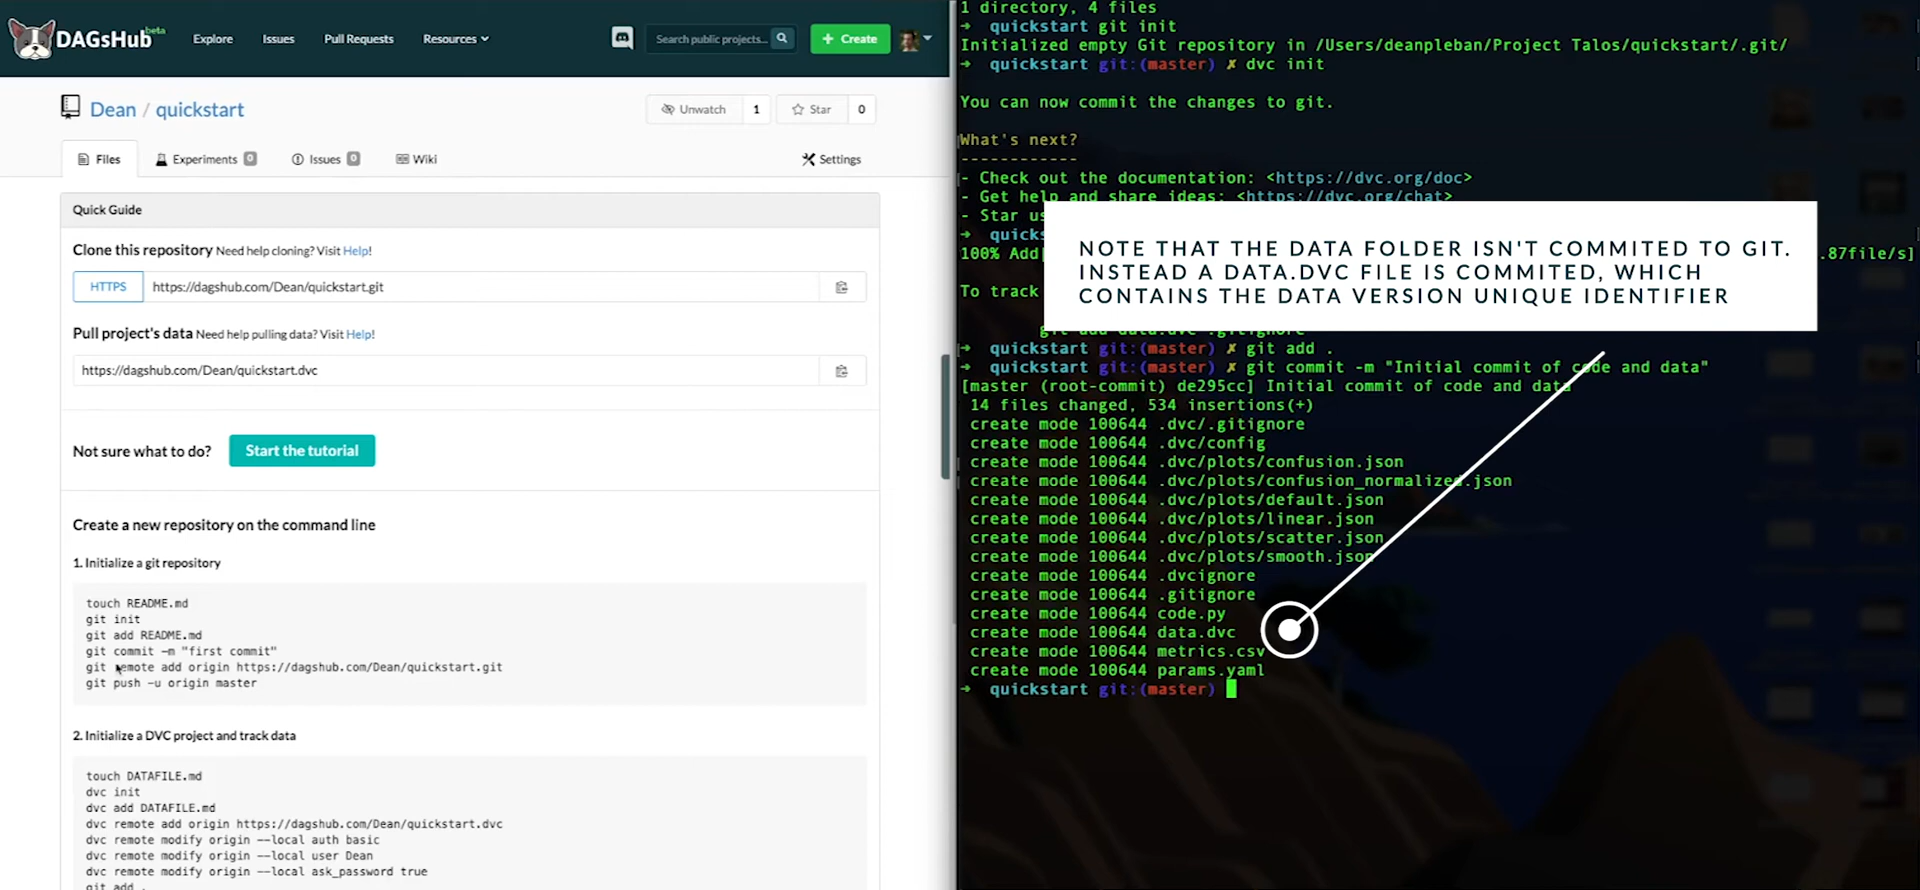 DAGsHub beta
Explore
Issues
Pull Requests
Resources
Search public projects...
+ Create
Dean / quickstart
Unwatch 1
Star 0
Files
Experiments 0
Issues 0
Wiki
Settings
Quick Guide
Clone this repository Need help cloning? Visit Help!
HTTPS https://dagshub.com/Dean/quickstart.git
Pull project's data Need help pulling data? Visit Help!
https://dagshub.com/Dean/quickstart.dvc
Not sure what to do? Start the tutorial
Create a new repository on the command line
1. Initialize a git repository
touch README.md
git init
git add README.md
git commit -m "first commit"
git remote add origin https://dagshub.com/Dean/quickstart.git
git push -u origin master
2. Initialize a DVC project and track data
touch DATAFILE.md
dvc init
dvc add DATAFILE.md
dvc remote add origin https://dagshub.com/Dean/quickstart.dvc
dvc remote modify origin --local auth basic
dvc remote modify origin --local user Dean
dvc remote modify origin --local ask_password true
git add .
1 directory, 4 files
➜ quickstart git init
Initialized empty Git repository in /Users/deanpleban/Project Talos/quickstart/.git/
➜ quickstart git:(master) ✗ dvc init
You can now commit the changes to git.
What's next?
------------
- Check out the documentation: <https://dvc.org/doc>
- Get help and share ideas: <https://dvc.org/chat>
- Star us
➜ quicks
100% Add .87file/s]
To track
git add data.dvc .gitignore
NOTE THAT THE DATA FOLDER ISN'T COMMITED TO GIT.
INSTEAD A DATA.DVC FILE IS COMMITED, WHICH
CONTAINS THE DATA VERSION UNIQUE IDENTIFIER
➜ quickstart git:(master) ✗ git add .
➜ quickstart git:(master) ✗ git commit -m "Initial commit of code and data"
[master (root-commit) de295cc] Initial commit of code and data
14 files changed, 534 insertions(+)
create mode 100644 .dvc/.gitignore
create mode 100644 .dvc/config
create mode 100644 .dvc/plots/confusion.json
create mode 100644 .dvc/plots/confusion_normalized.json
create mode 100644 .dvc/plots/default.json
create mode 100644 .dvc/plots/linear.json
create mode 100644 .dvc/plots/scatter.json
create mode 100644 .dvc/plots/smooth.json
create mode 100644 .dvcignore
create mode 100644 .gitignore
create mode 100644 code.py
create mode 100644 data.dvc
create mode 100644 metrics.csv
create mode 100644 params.yaml
➜ quickstart git:(master)